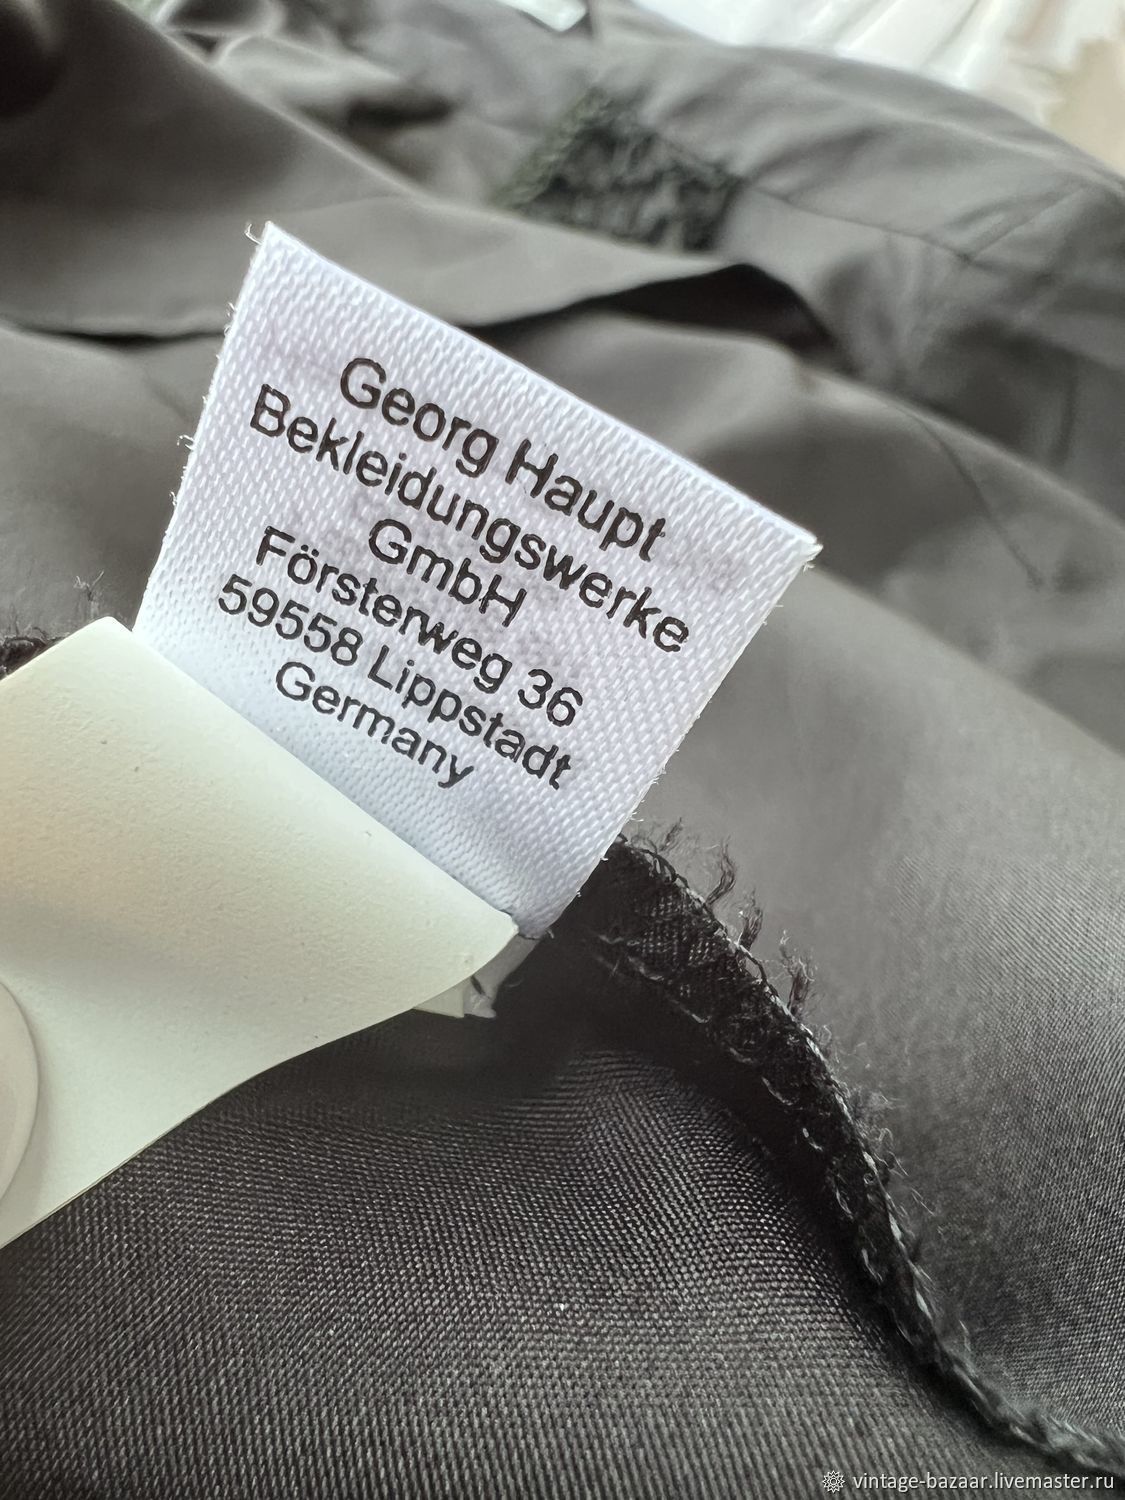 Georg Haupt
Bekleidungswerke
GmbH
Försterweg 36
59558 Lippstadt
Germany
vintage-bazaar.livemaster.ru